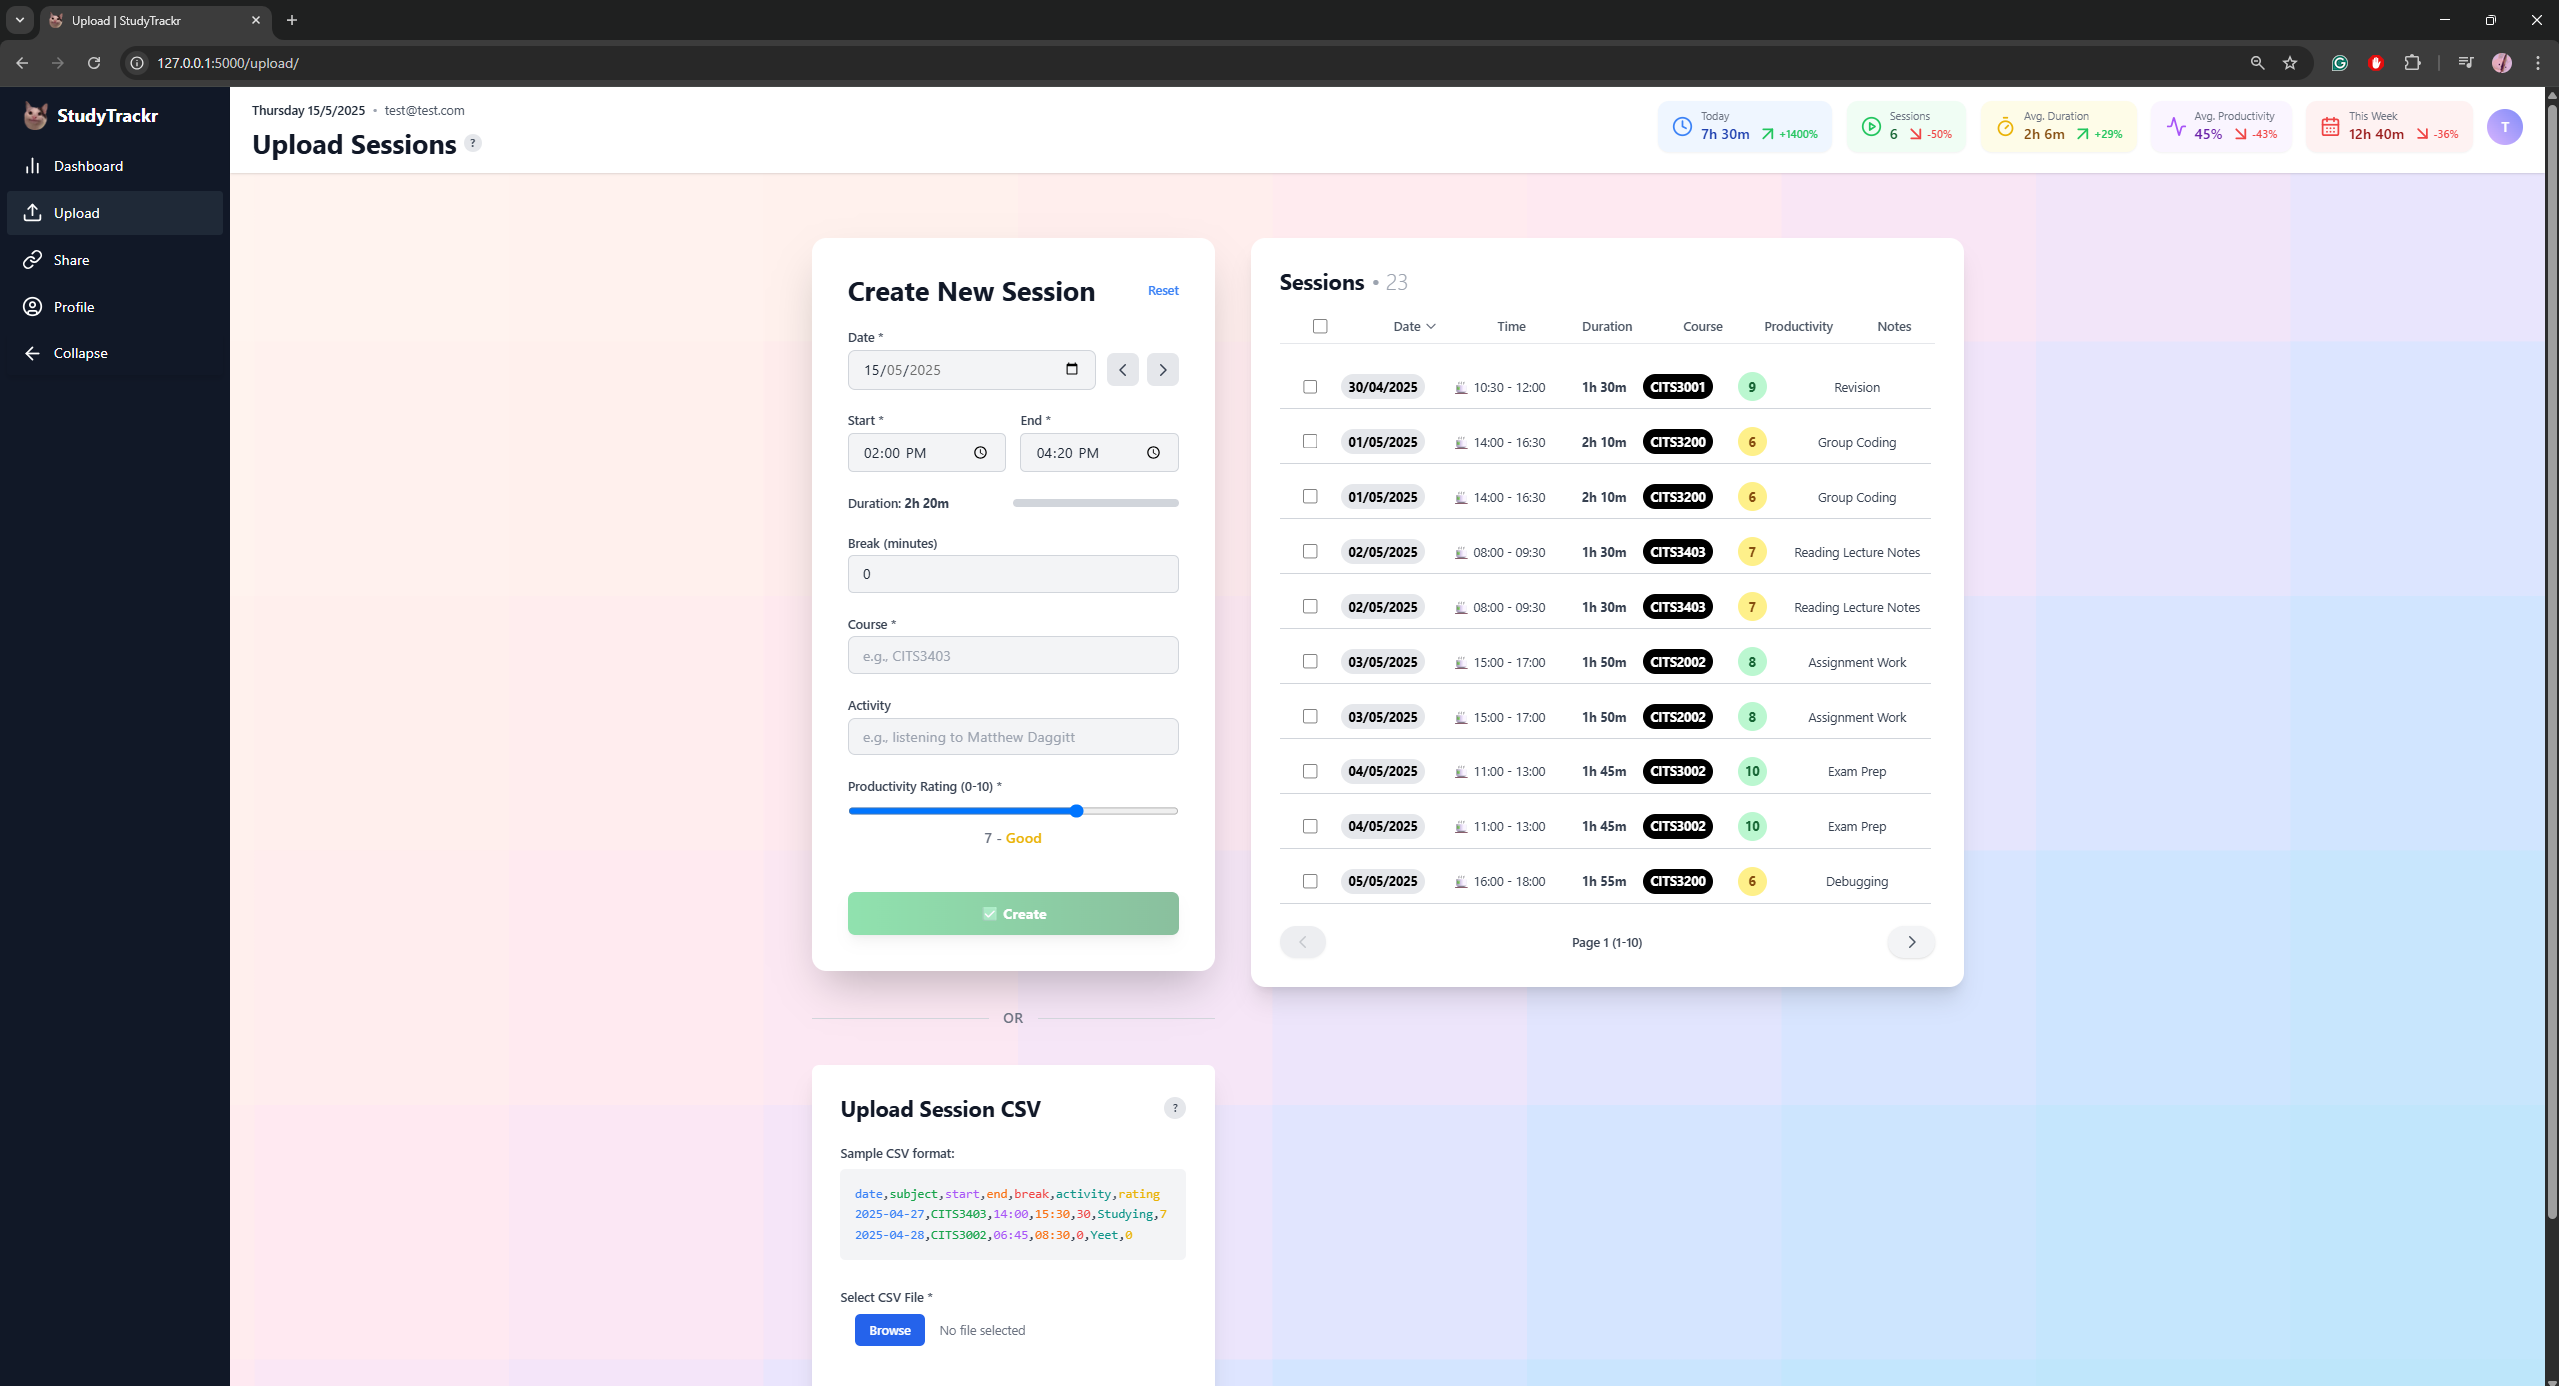 Upload | StudyTrackr
127.0.0.1:5000/upload/
StudyTrackr
Dashboard
Upload
Share
Profile
Collapse
Thursday 15/5/2025 • test@test.com
Upload Sessions ?
Today
7h 30m +1400%
Sessions
6 -50%
Avg. Duration
2h 6m +29%
Avg. Productivity
45% -43%
This Week
12h 40m -36%
T
Create New Session Reset
Date *
15/05/2025
Start * End *
02:00 PM 04:20 PM
Duration: 2h 20m
Break (minutes)
0
Course *
e.g., CITS3403
Activity
e.g., listening to Matthew Daggitt
Productivity Rating (0-10) *
7 - Good
Create
OR
Upload Session CSV ?
Sample CSV format:
date,subject,start,end,break,activity,rating
2025-04-27,CITS3403,14:00,15:30,30,Studying,7
2025-04-28,CITS3002,06:45,08:30,0,Yeet,0
Select CSV File *
Browse No file selected
Sessions • 23
Date Time Duration Course Productivity Notes
30/04/2025 10:30 - 12:00 1h 30m CITS3001 9 Revision
01/05/2025 14:00 - 16:30 2h 10m CITS3200 6 Group Coding
01/05/2025 14:00 - 16:30 2h 10m CITS3200 6 Group Coding
02/05/2025 08:00 - 09:30 1h 30m CITS3403 7 Reading Lecture Notes
02/05/2025 08:00 - 09:30 1h 30m CITS3403 7 Reading Lecture Notes
03/05/2025 15:00 - 17:00 1h 50m CITS2002 8 Assignment Work
03/05/2025 15:00 - 17:00 1h 50m CITS2002 8 Assignment Work
04/05/2025 11:00 - 13:00 1h 45m CITS3002 10 Exam Prep
04/05/2025 11:00 - 13:00 1h 45m CITS3002 10 Exam Prep
05/05/2025 16:00 - 18:00 1h 55m CITS3200 6 Debugging
Page 1 (1-10)